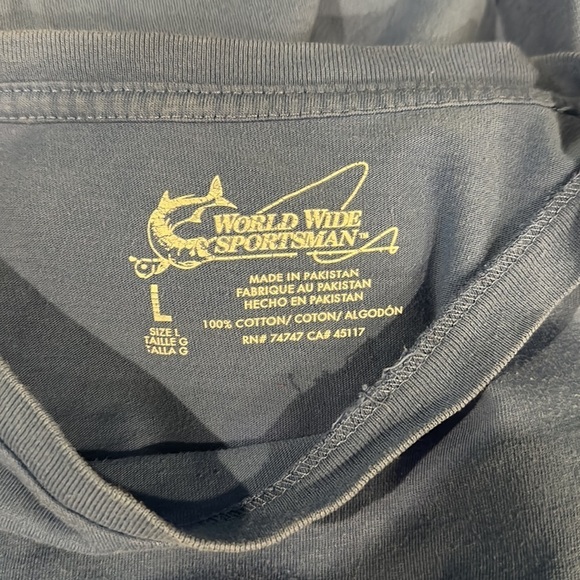 WORLD WIDE
SPORTSMAN™
MADE IN PAKISTAN
FABRIQUE AU PAKISTAN
HECHO EN PAKISTAN
100% COTTON/ COTON/ ALGODÓN
RN# 74747 CA# 45117
L
SIZE L
TAILLE G
TALLA G